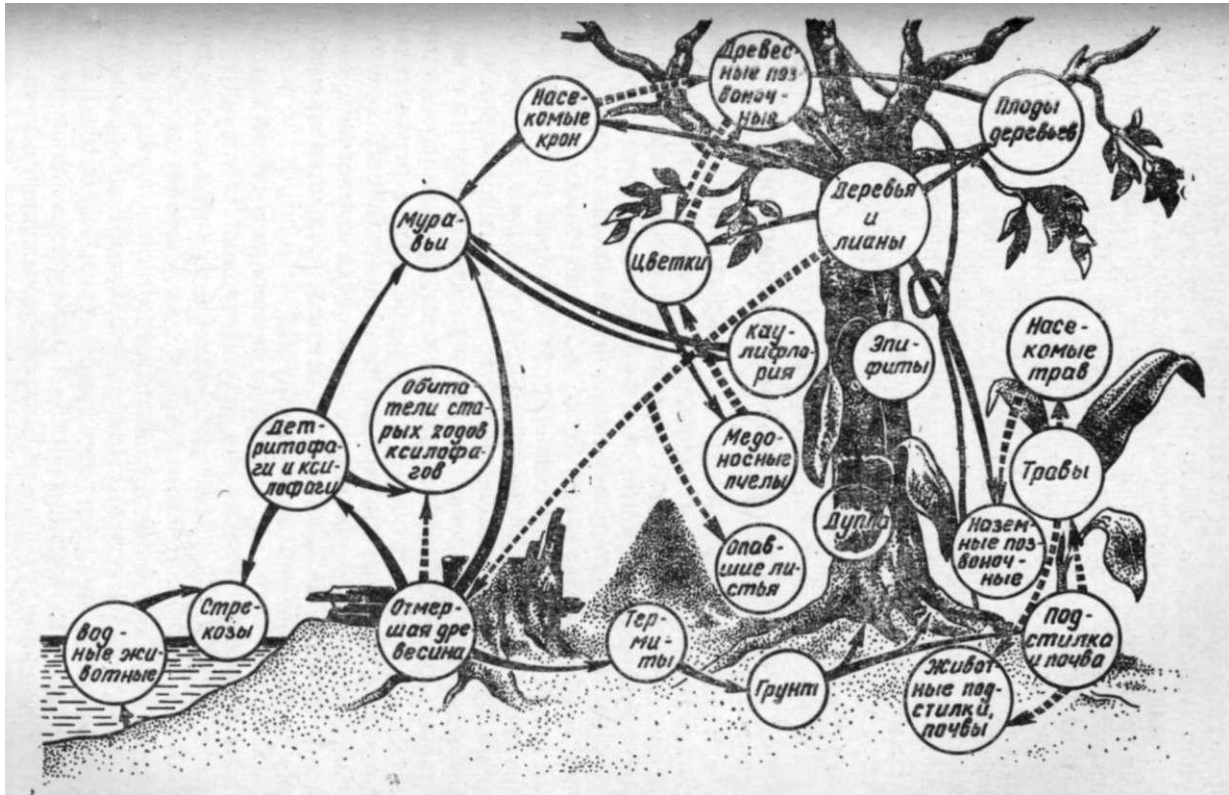 Древес-
ные поз
воноч-
ные
Насе-
комые
крон
Плоды
деревьев
Деревья
и
лианы
Мура-
вьи
Цветки
кау-
лифло-
рия
Эпи-
фиты
Насе-
комые
трав
Обита-
тели ста-
рых ходов
ксилофа-
гов
Дет-
ритофа-
ги и кси-
лофаги
Медо-
носные
пчелы
Травы
Дупла
Назем-
ные поз-
воноч-
ные
Опав-
шие ли-
стья
Стре-
козы
Отмер-
шая дре-
весина
Вод-
ные жи-
вотные
Тер-
миты
Грунт
Под-
стилка
и почва
Живот
ные под-
стилки,
почвы